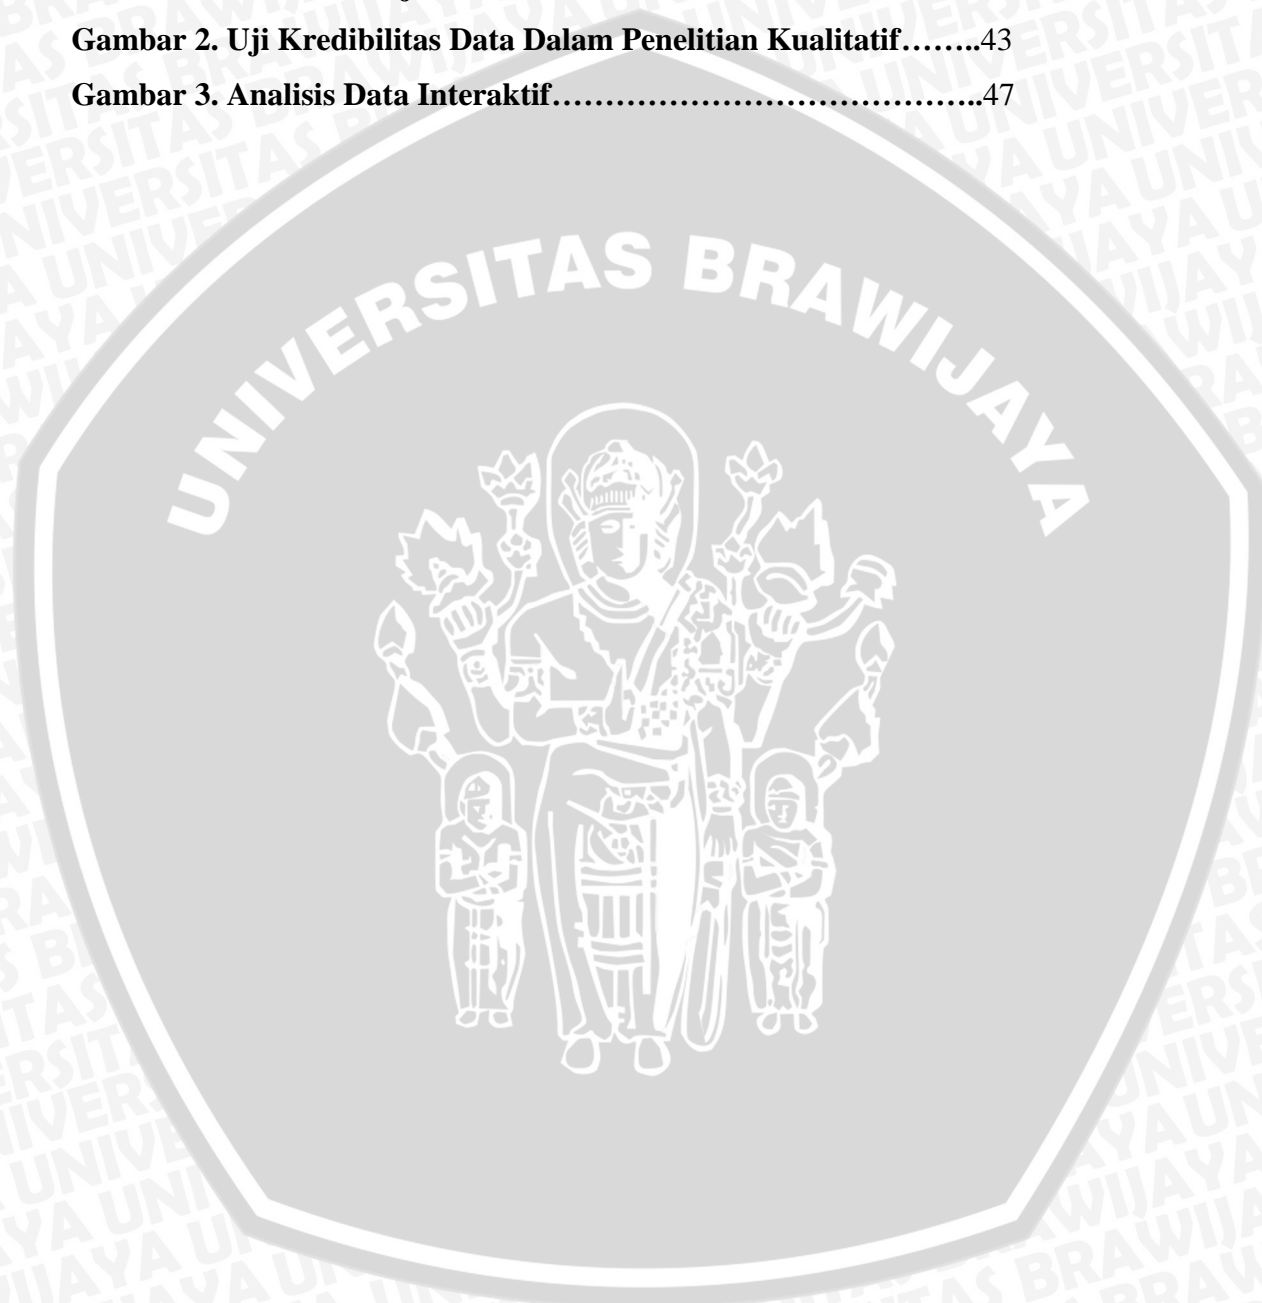 Gambar 2. Uji Kredibilitas Data Dalam Penelitian Kualitatif……..43
Gambar 3. Analisis Data Interaktif…………………………………..47
UNIVERSITAS BRAWIJAYA